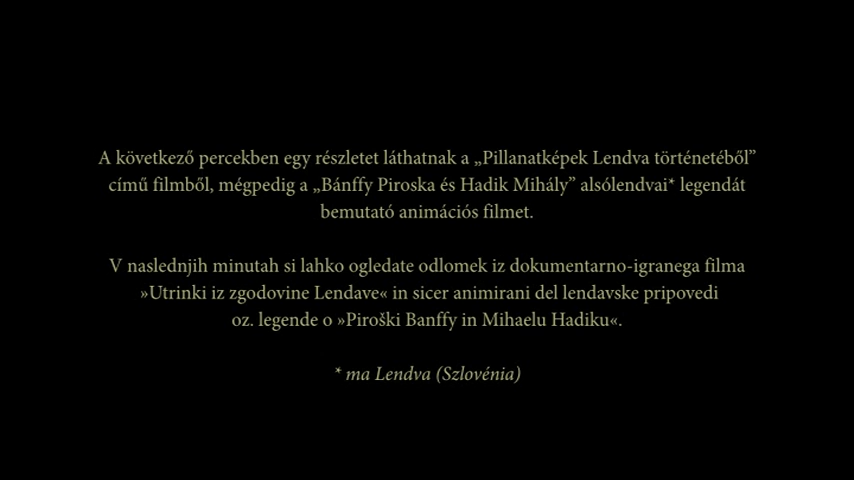 A következő percekben egy részletet láthatnak a „Pillanatképek Lendva történetéből”
című filmből, mégpedig a „Bánffy Piroska és Hadik Mihály” alsólendvai* legendát
bemutató animációs filmet.
V naslednjih minutah si lahko ogledate odlomek iz dokumentarno-igranega filma
»Utrinki iz zgodovine Lendave« in sicer animirani del lendavske pripovedi
oz. legende o »Piroški Banffy in Mihaelu Hadiku«.
* ma Lendva (Szlovénia)